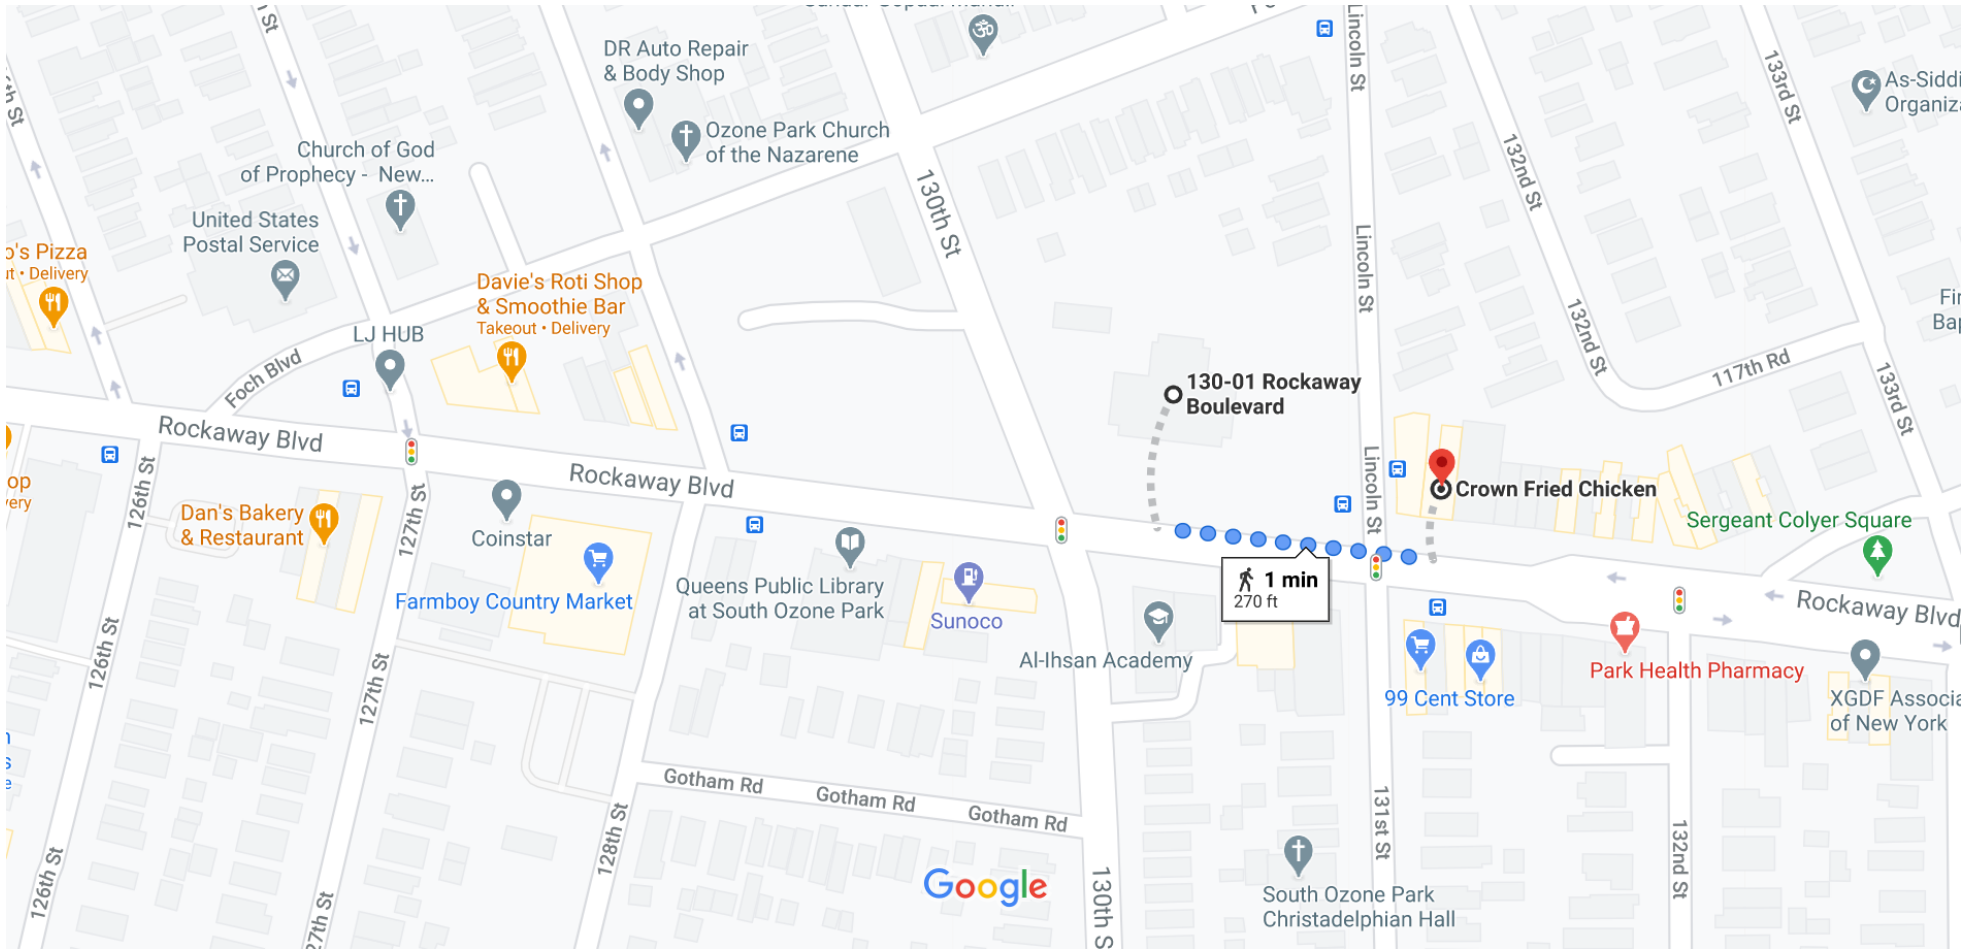 DR Auto Repair
& Body Shop
Lincoln St
133rd St
Ozone Park Church
of the Nazarene
Church of God
of Prophecy - New...
132nd St
130th St
United States
Postal Service
Lincoln St
Davie's Roti Shop
& Smoothie Bar
Takeout • Delivery
o's Pizza
ut • Delivery
LJ HUB
132nd St
Foch Blvd
117th Rd
130-01 Rockaway
Boulevard
133rd St
Rockaway Blvd
Rockaway Blvd
Lincoln St
Crown Fried Chicken
126th St
127th St
Dan's Bakery
& Restaurant
Coinstar
Sergeant Colyer Square
Queens Public Library
at South Ozone Park
1 min
270 ft
Farmboy Country Market
Sunoco
Rockaway Blvd
126th St
127th St
Al-Ihsan Academy
Park Health Pharmacy
99 Cent Store
XGDF Associa
of New York
Gotham Rd
Gotham Rd
Gotham Rd
128th St
131st St
132nd St
126th St
27th St
Google
130th S
South Ozone Park
Christadelphian Hall
As-Siddi
Organiza
Fir
Bap
op
very